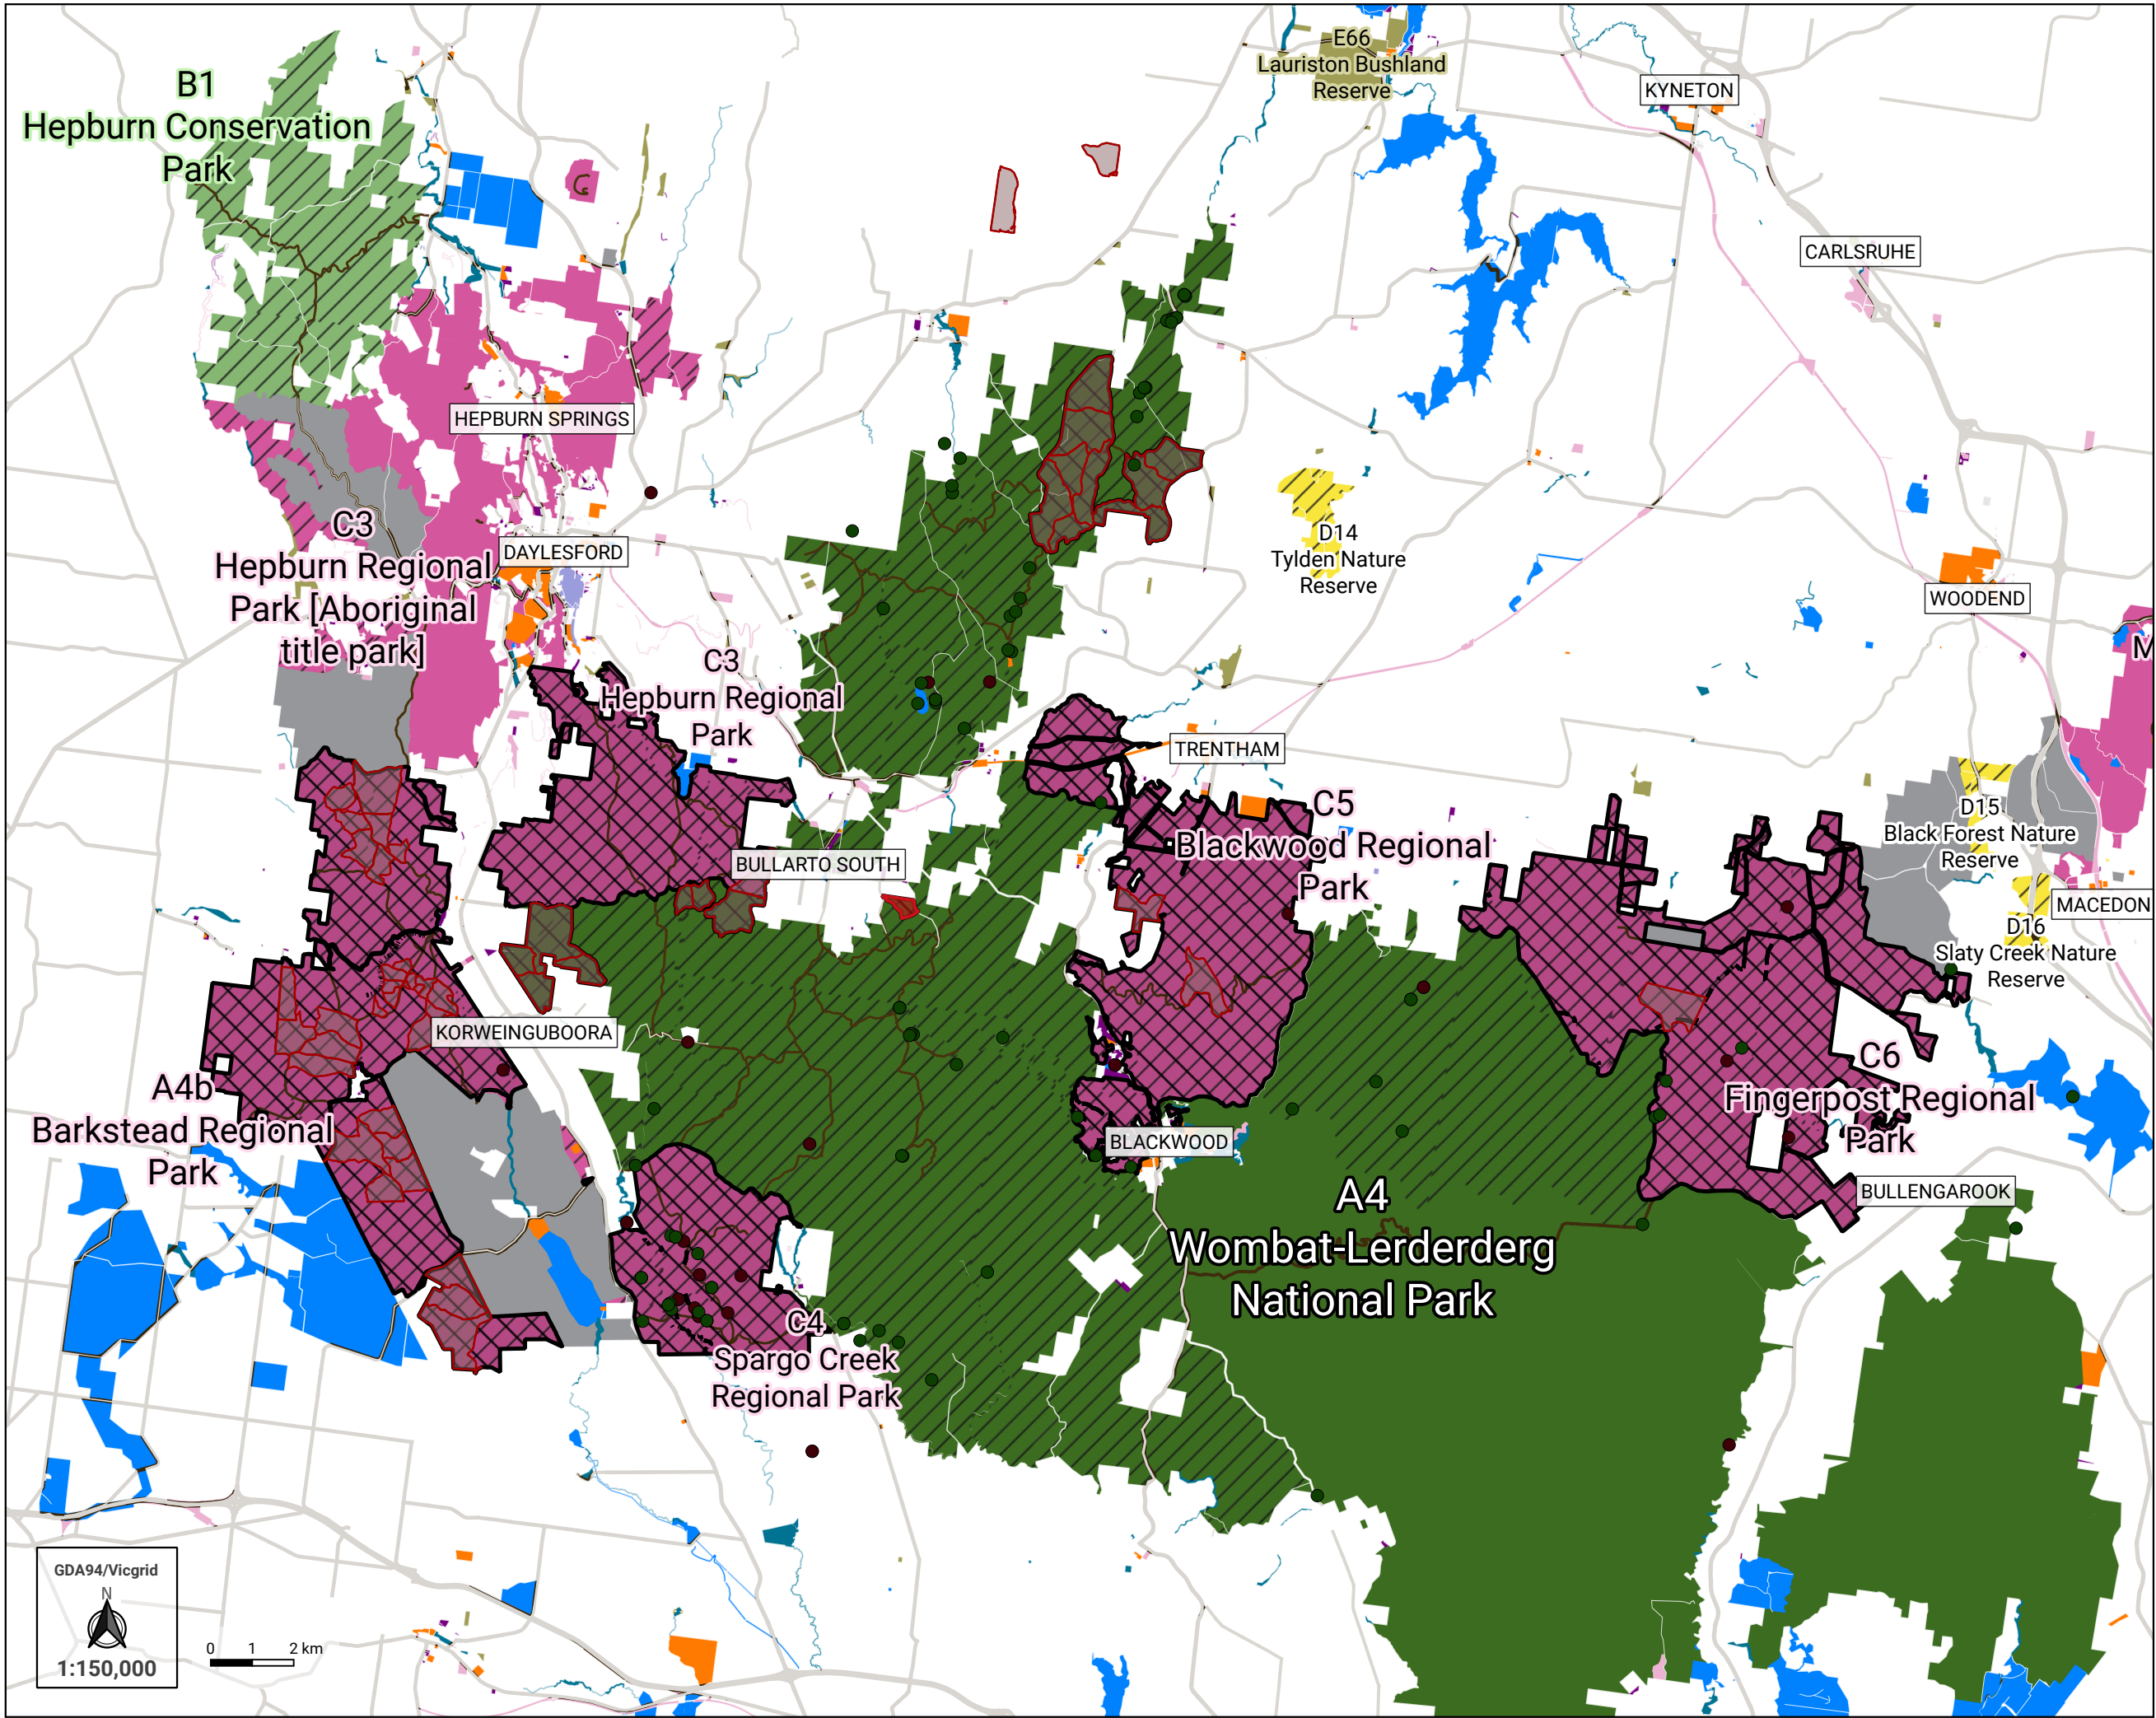 E66
Lauriston Bushland
Reserve
B1
Hepburn Conservation
Park
KYNETON
CARLSRUHE
HEPBURN SPRINGS
C3
Hepburn Regional
Park [Aboriginal
title park]
DAYLESFORD
D14
Tylden Nature
Reserve
WOODEND
M
C3
Hepburn Regional
Park
TRENTHAM
C5
Blackwood Regional
Park
D15
Black Forest Nature
Reserve
BULLARTO SOUTH
MACEDON
D16
Slaty Creek Nature
Reserve
KORWEINGUBOORA
A4b
Barkstead Regional
Park
C6
Fingerpost Regional
Park
BLACKWOOD
BULLENGAROOK
A4
Wombat-Lerderderg
National Park
C4
Spargo Creek
Regional Park
GDA94/Vicgrid
N
1:150,000
0 1 2 km